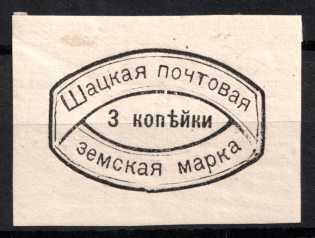 Шацкая почтовая
3 копѣйки
земская марка